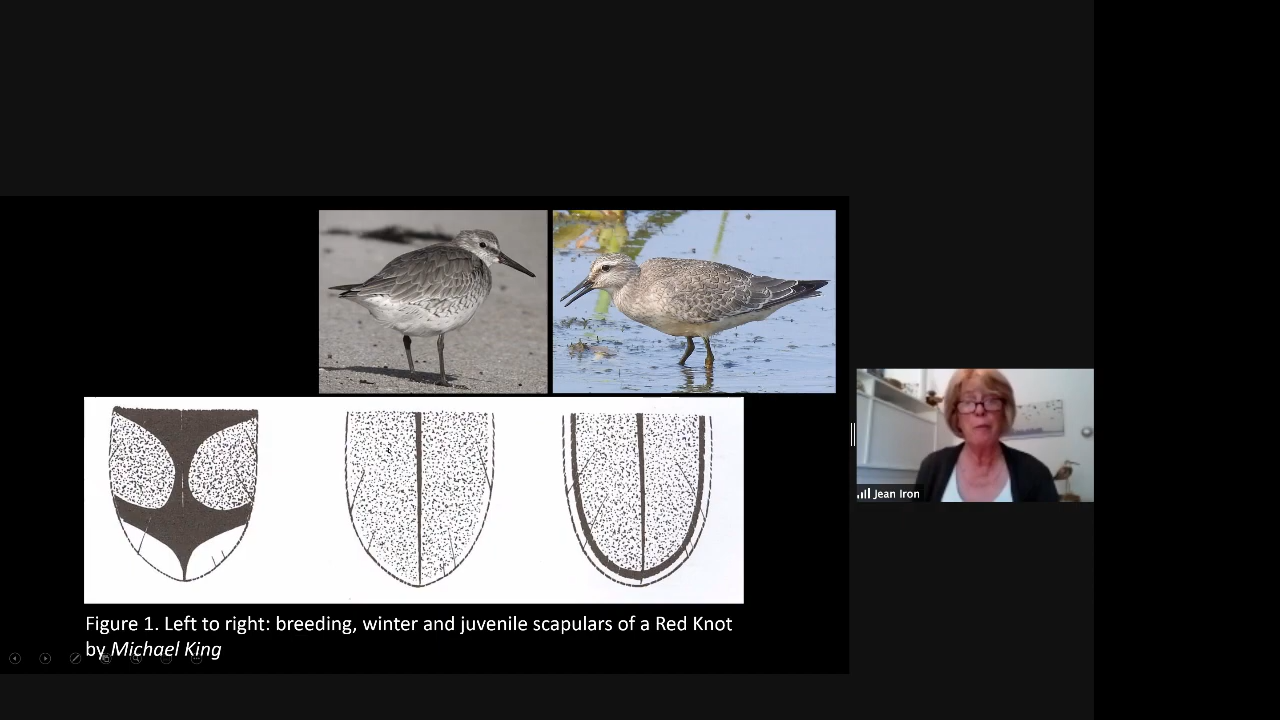 Jean Iron
Figure 1. Left to right: breeding, winter and juvenile scapulars of a Red Knot
by Michael King